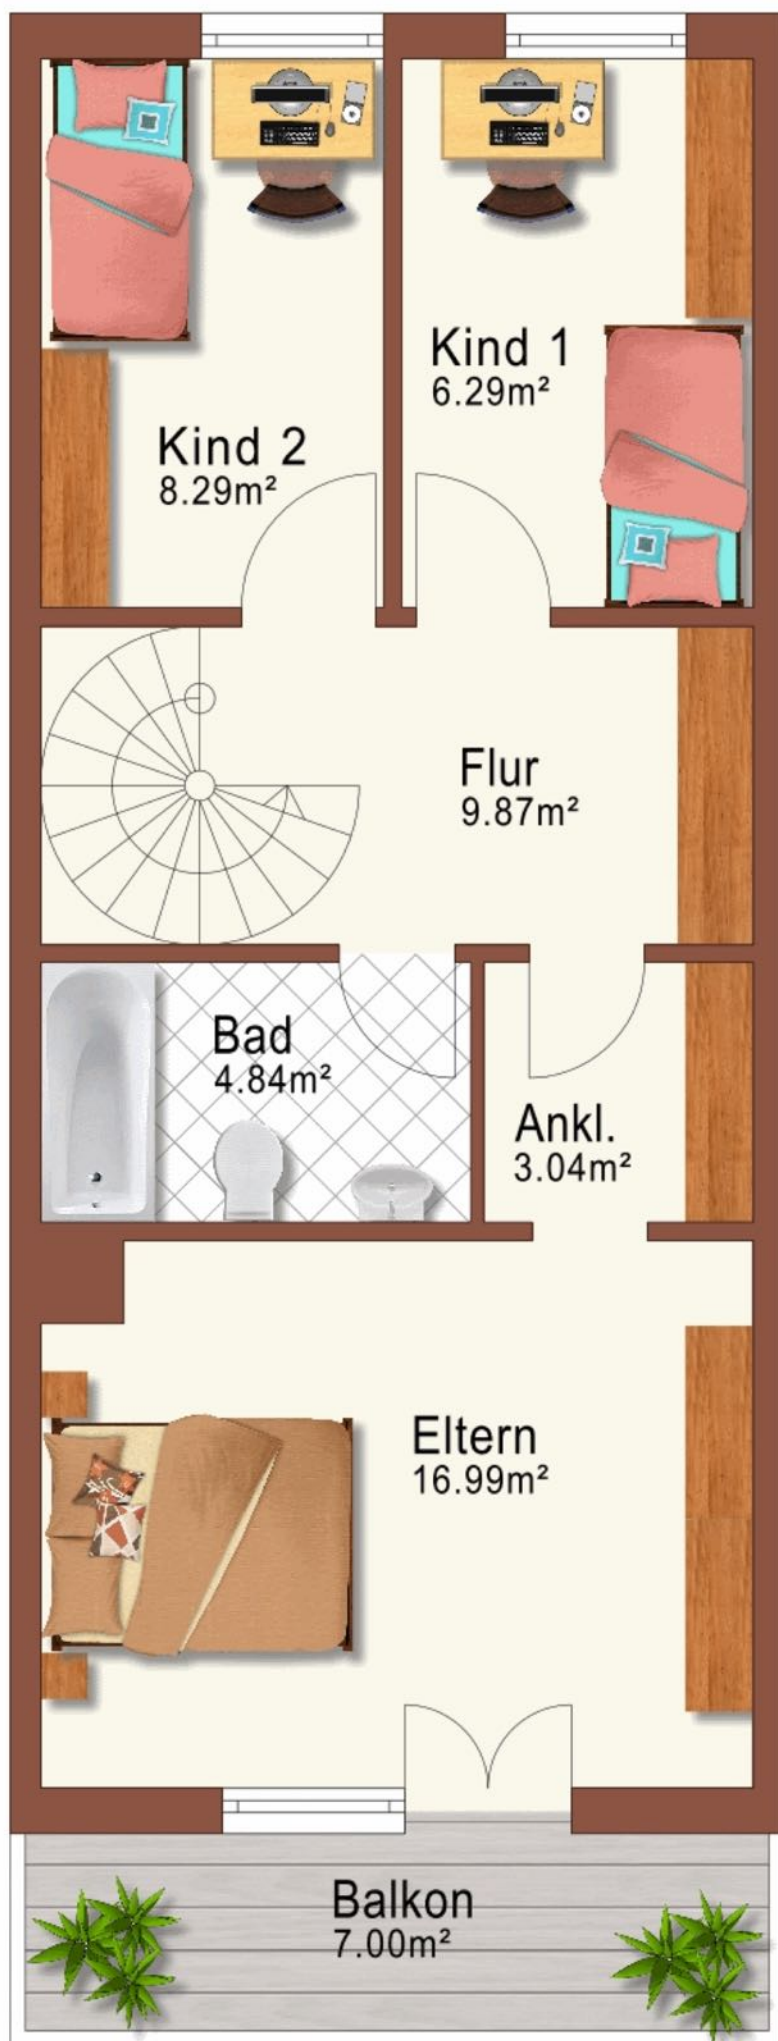 Kind 1
6.29m²
Kind 2
8.29m²
Flur
9.87m²
Bad
4.84m²
Ankl.
3.04m²
Eltern
16.99m²
Balkon
7.00m²